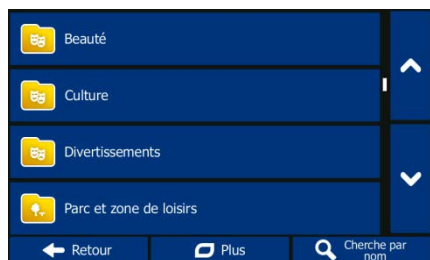 Beauté
Culture
Divertissements
Parc et zone de loisirs
Retour
Plus
Cherche par
nom